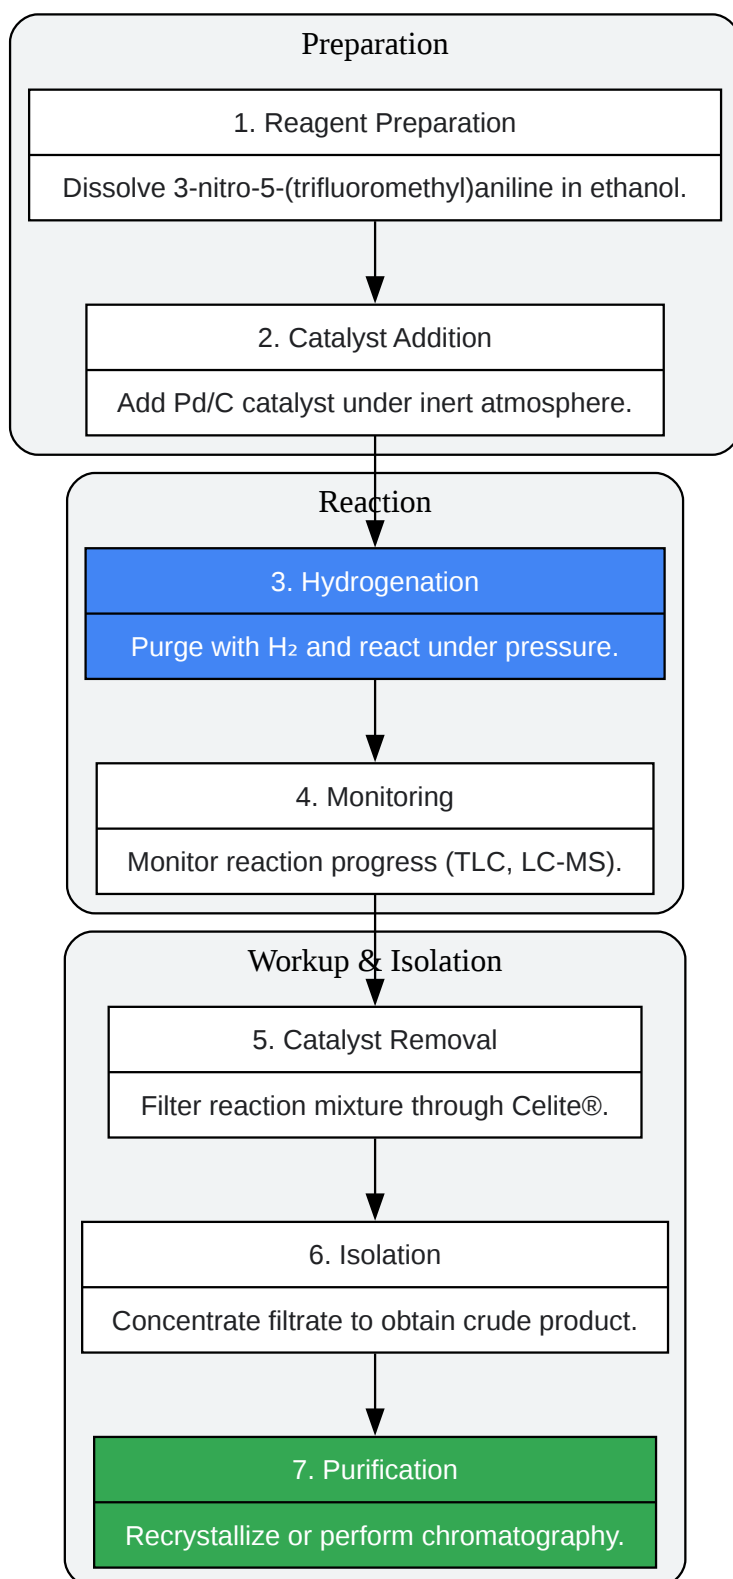 Preparation
1. Reagent Preparation
Dissolve 3-nitro-5-(trifluoromethyl)aniline in ethanol.
2. Catalyst Addition
Add Pd/C catalyst under inert atmosphere.
Reaction
3. Hydrogenation
Purge with H₂ and react under pressure.
4. Monitoring
Monitor reaction progress (TLC, LC-MS).
Workup & Isolation
5. Catalyst Removal
Filter reaction mixture through Celite®.
6. Isolation
Concentrate filtrate to obtain crude product.
7. Purification
Recrystallize or perform chromatography.